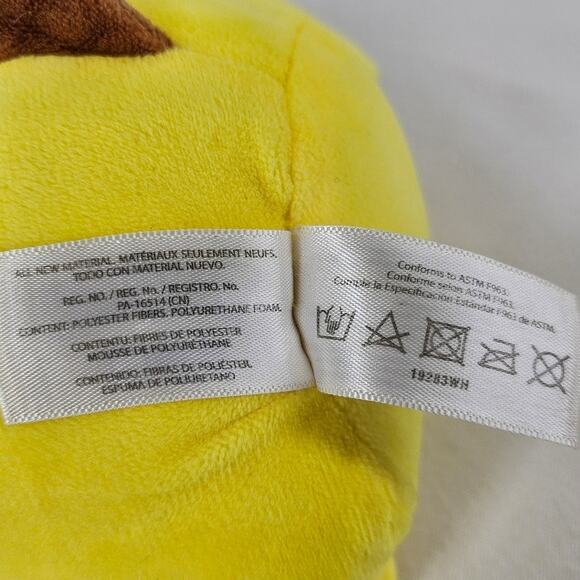 ALL NEW MATERIAL. MATÉRIAUX SEULEMENT NEUFS.
TODO CON MATERIAL NUEVO.
REG. NO./ REG. No. / REGISTRO. No.
PA-16514 (CN)
CONTENT: POLYESTER FIBERS. POLYURETHANE FOAM.
CONTENTU: FIBRES DE POLYESTER
MOUSSE DE POLYURÉTHANE
CONTENIDO: FIBRAS DE POLIÉSTER,
ESPUMA DE POLIURETANO
Conforms to ASTM F963.
Conforme selon ASTM F963.
Cumple la Especificación Estándar F963 de ASTM.
19283WH